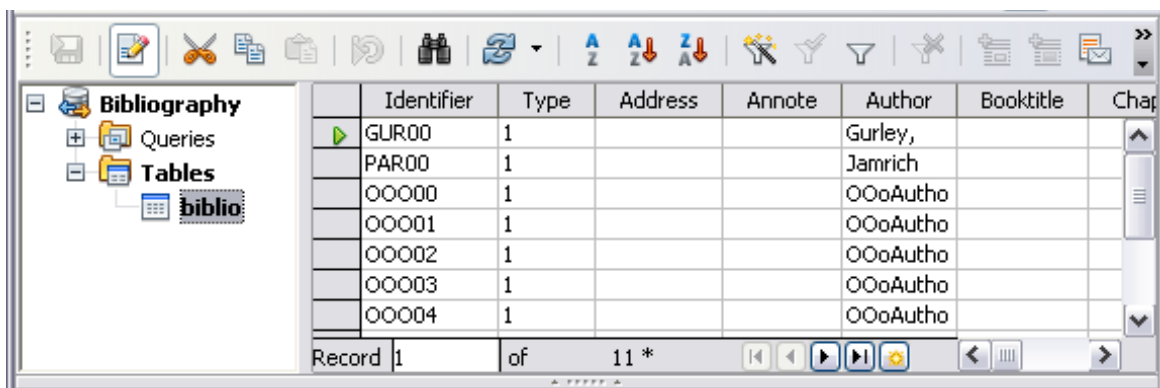 Bibliography
Queries
Tables
biblio
Identifier Type Address Annote Author Booktitle Chap
GUR00 1 Gurley,
PAR00 1 Jamrich
OOO00 1 OOoAutho
OOO01 1 OOoAutho
OOO02 1 OOoAutho
OOO03 1 OOoAutho
OOO04 1 OOoAutho
Record 1 of 11 *